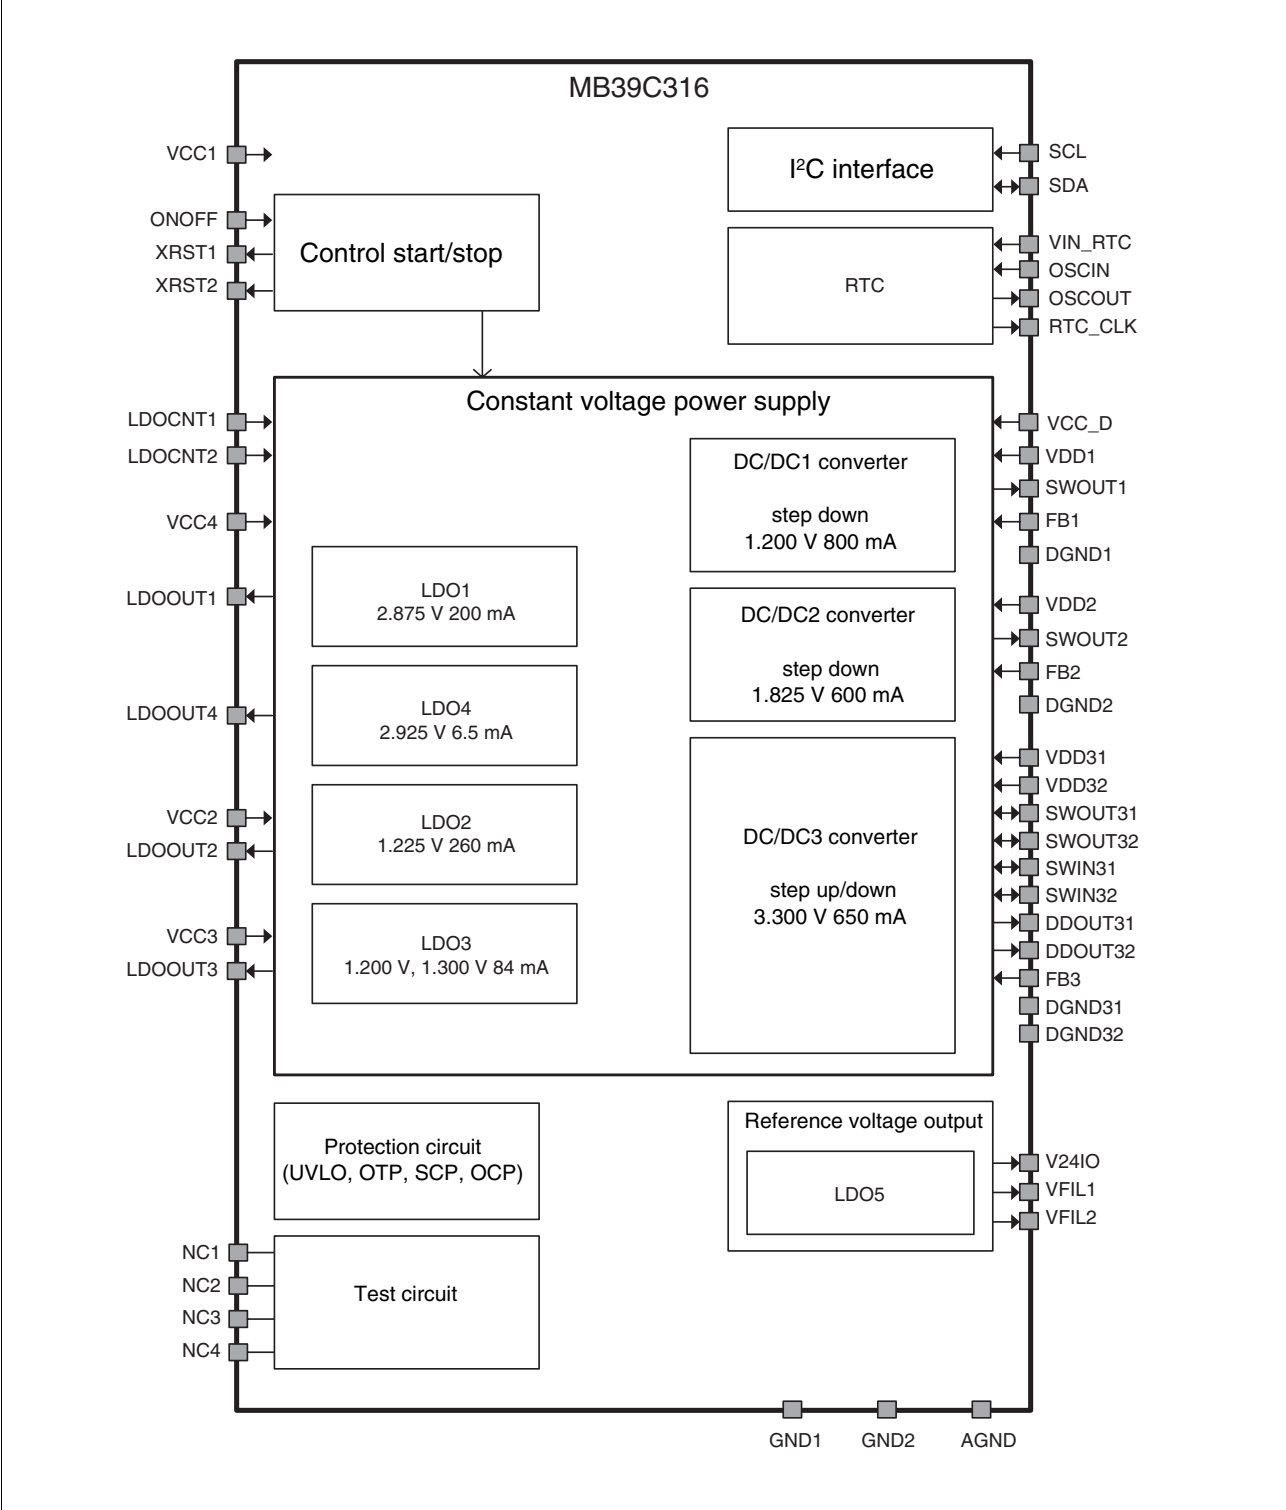 MB39C316
VCC1
ONOFF
XRST1
XRST2
Control start/stop
I²C interface
SCL
SDA
RTC
VIN_RTC
OSCIN
OSCOUT
RTC_CLK
Constant voltage power supply
LDOCNT1
LDOCNT2
VCC4
LDOOUT1
LDOOUT4
VCC2
LDOOUT2
VCC3
LDOOUT3
LDO1
2.875 V 200 mA
LDO4
2.925 V 6.5 mA
LDO2
1.225 V 260 mA
LDO3
1.200 V, 1.300 V 84 mA
DC/DC1 converter
step down
1.200 V 800 mA
DC/DC2 converter
step down
1.825 V 600 mA
DC/DC3 converter
step up/down
3.300 V 650 mA
VCC_D
VDD1
SWOUT1
FB1
DGND1
VDD2
SWOUT2
FB2
DGND2
VDD31
VDD32
SWOUT31
SWOUT32
SWIN31
SWIN32
DDOUT31
DDOUT32
FB3
DGND31
DGND32
Protection circuit
(UVLO, OTP, SCP, OCP)
Reference voltage output
LDO5
V24IO
VFIL1
VFIL2
NC1
NC2
NC3
NC4
Test circuit
GND1
GND2
AGND